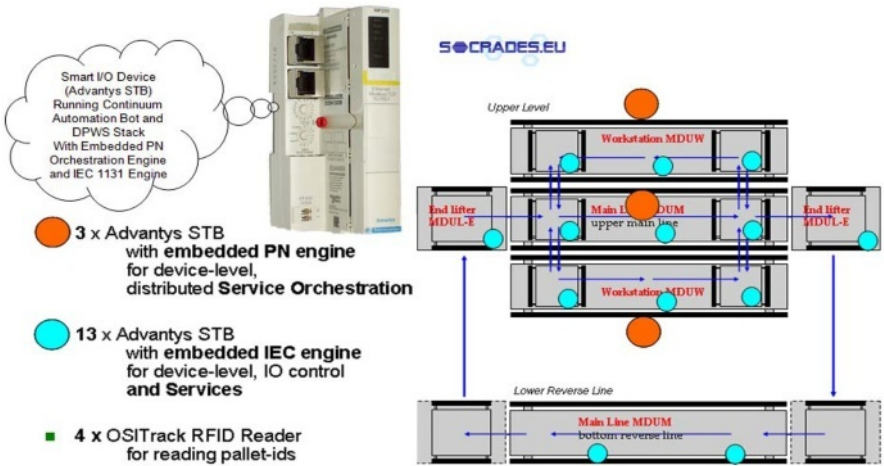 Smart I/O Device
(Advantys STB)
Running Continuum
Automation Bot and
DPWS Stack
With Embedded PN
Orchestration Engine
and IEC 1131 Engine
SOCRADES.EU
3 x Advantys STB
with embedded PN engine
for device-level,
distributed Service Orchestration
13 x Advantys STB
with embedded IEC engine
for device-level, IO control
and Services
4 x OSITrack RFID Reader
for reading pallet-ids
Upper Level
Workstation MDUW
End lifter
MDUL-E
Main Line MDUM
upper main line
End lifter
MDUL-E
Workstation MDUW
Lower Reverse Line
Main Line MDUM
bottom reverse line